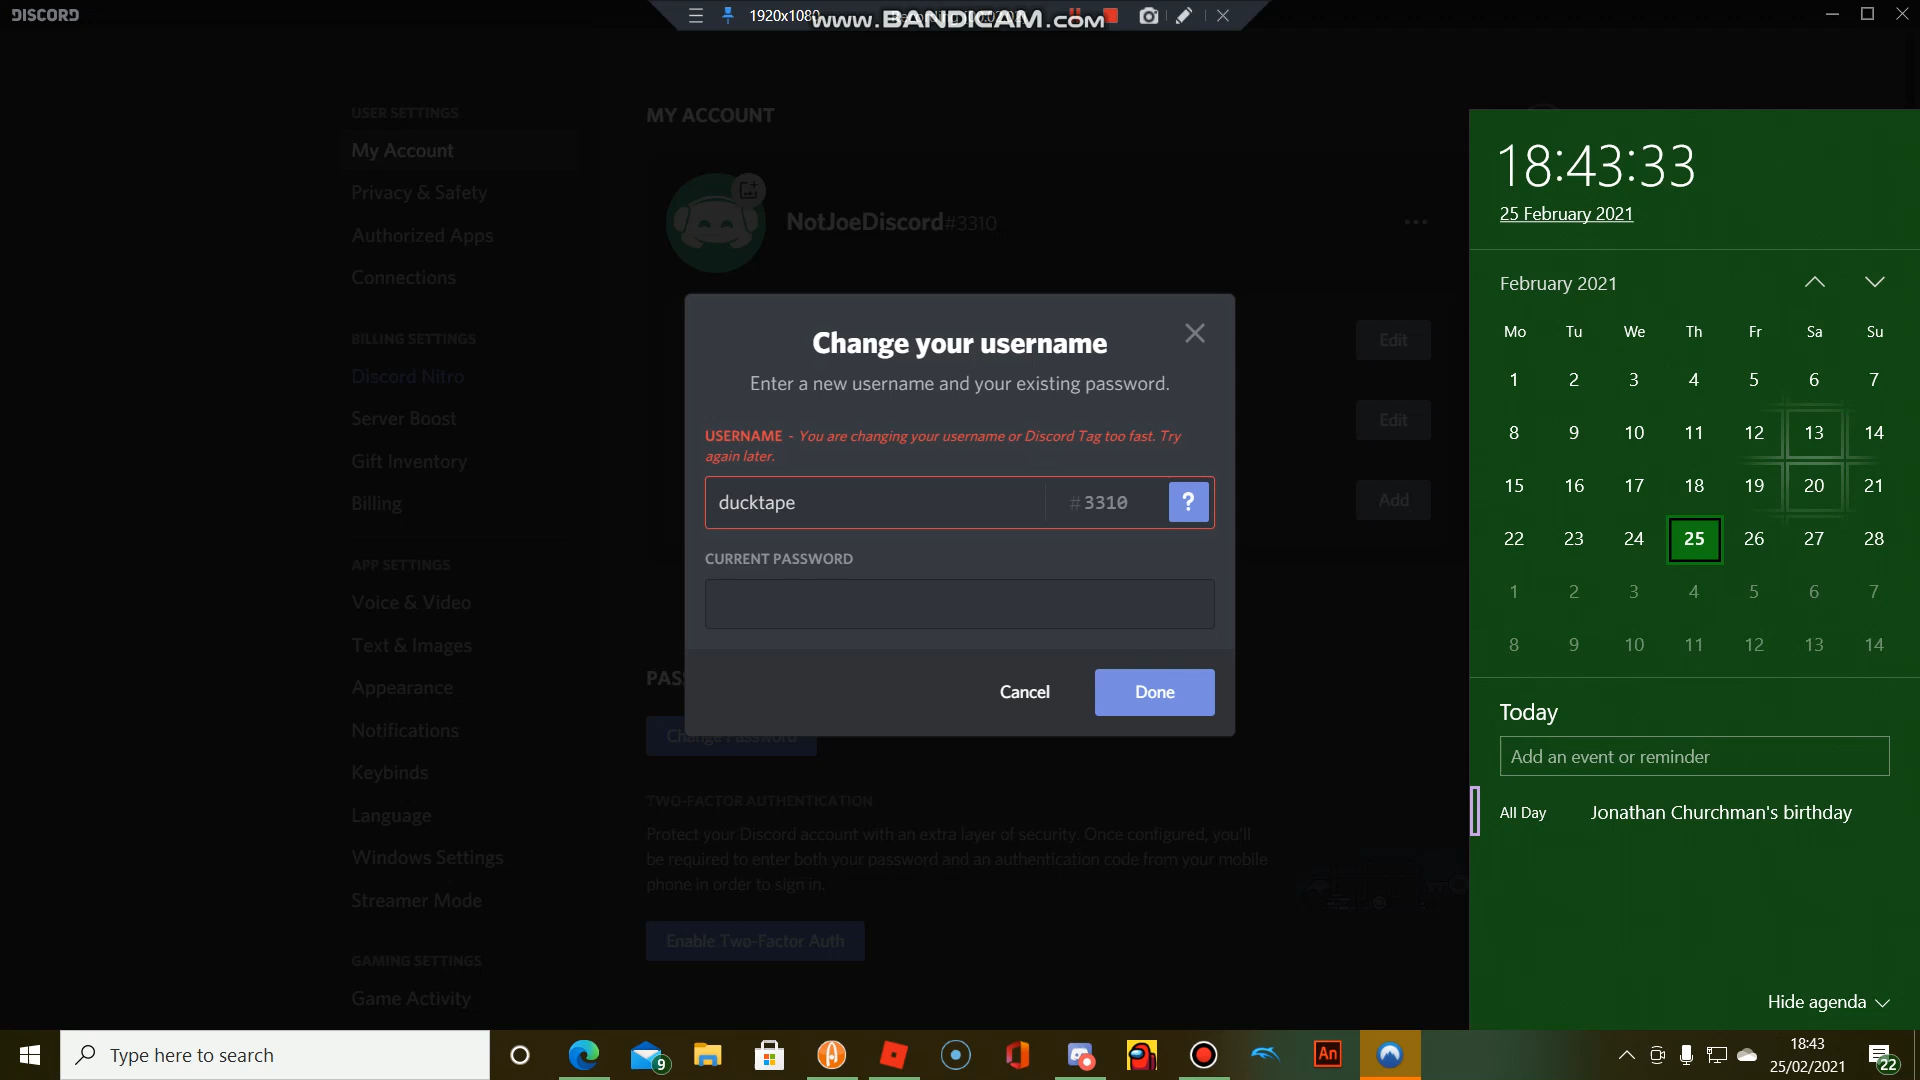 DISCORD
1920x1080
www.BANDICAM.com
USER SETTINGS
My Account
Privacy & Safety
Authorized Apps
Connections
BILLING SETTINGS
Discord Nitro
Server Boost
Gift Inventory
Billing
APP SETTINGS
Voice & Video
Text & Images
Appearance
Notifications
Keybinds
Language
Windows Settings
Streamer Mode
GAMING SETTINGS
Game Activity
MY ACCOUNT
NotJoeDiscord#3310
Edit
Edit
Add
Change your username
Enter a new username and your existing password.
USERNAME - You are changing your username or Discord Tag too fast. Try
again later.
ducktape
#3310
?
CURRENT PASSWORD
Cancel
Done
Change Password
TWO-FACTOR AUTHENTICATION
Protect your Discord account with an extra layer of security. Once configured, you'll
be required to enter both your password and an authentication code from your mobile
phone in order to sign in.
Enable Two-Factor Auth
18:43:33
25 February 2021
February 2021
Mo Tu We Th Fr Sa Su
1 2 3 4 5 6 7
8 9 10 11 12 13 14
15 16 17 18 19 20 21
22 23 24 25 26 27 28
1 2 3 4 5 6 7
8 9 10 11 12 13 14
Today
Add an event or reminder
All Day Jonathan Churchman's birthday
Hide agenda
Type here to search
9
An
18:43
25/02/2021
22